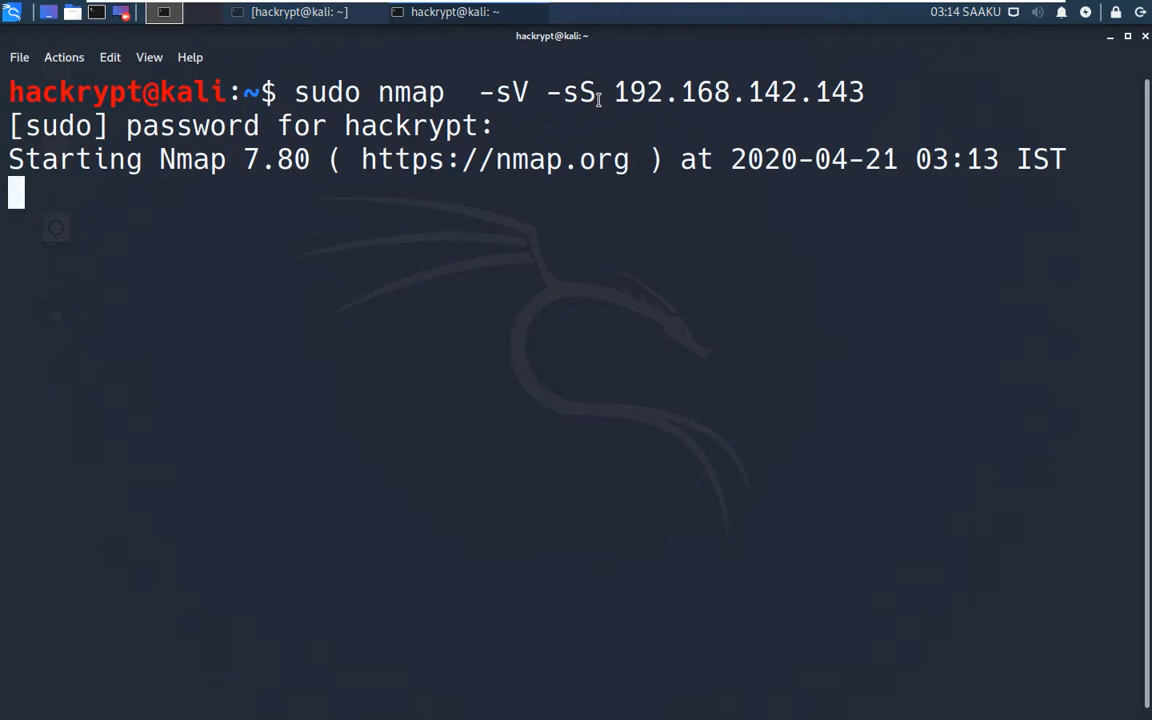 [hackrypt@kali: ~]
hackrypt@kali: ~
03:14 SAAKU
hackrypt@kali: ~
File Actions Edit View Help
hackrypt@kali:~$ sudo nmap  -sV -sS 192.168.142.143
[sudo] password for hackrypt:
Starting Nmap 7.80 ( https://nmap.org ) at 2020-04-21 03:13 IST